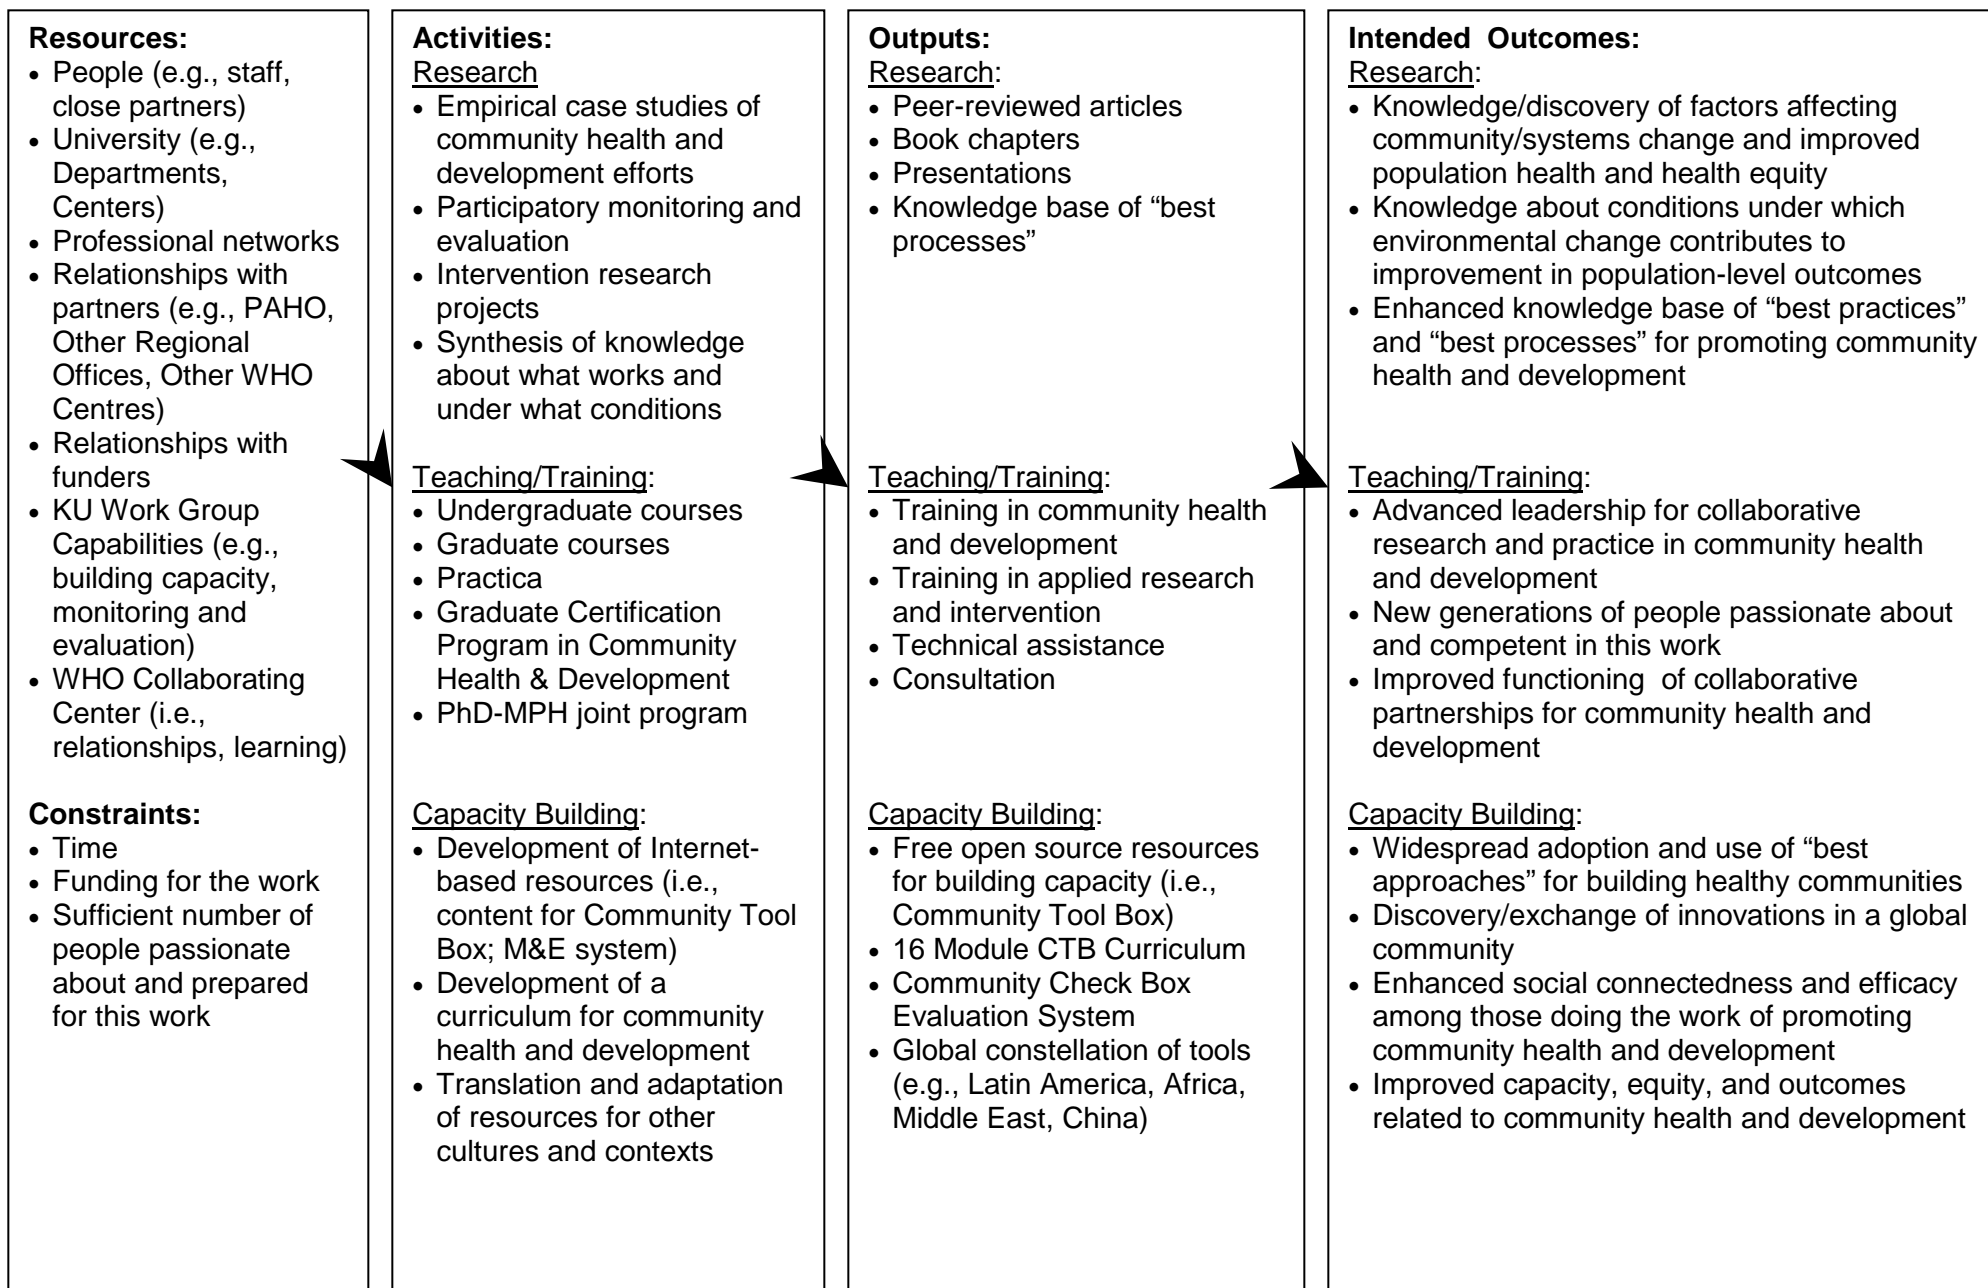 Resources:
• People (e.g., staff,
close partners)
• University (e.g.,
Departments,
Centers)
• Professional networks
• Relationships with
partners (e.g., PAHO,
Other Regional
Offices, Other WHO
Centres)
• Relationships with
funders
• KU Work Group
Capabilities (e.g.,
building capacity,
monitoring and
evaluation)
• WHO Collaborating
Center (i.e.,
relationships, learning)
Constraints:
• Time
• Funding for the work
• Sufficient number of
people passionate
about and prepared
for this work
Activities:
Research
• Empirical case studies of
community health and
development efforts
• Participatory monitoring and
evaluation
• Intervention research
projects
• Synthesis of knowledge
about what works and
under what conditions
Teaching/Training:
• Undergraduate courses
• Graduate courses
• Practica
• Graduate Certification
Program in Community
Health & Development
• PhD-MPH joint program
Capacity Building:
• Development of Internet-
based resources (i.e.,
content for Community Tool
Box; M&E system)
• Development of a
curriculum for community
health and development
• Translation and adaptation
of resources for other
cultures and contexts
Outputs:
Research:
• Peer-reviewed articles
• Book chapters
• Presentations
• Knowledge base of “best
processes”
Teaching/Training:
• Training in community health
and development
• Training in applied research
and intervention
• Technical assistance
• Consultation
Capacity Building:
• Free open source resources
for building capacity (i.e.,
Community Tool Box)
• 16 Module CTB Curriculum
• Community Check Box
Evaluation System
• Global constellation of tools
(e.g., Latin America, Africa,
Middle East, China)
Intended Outcomes:
Research:
• Knowledge/discovery of factors affecting
community/systems change and improved
population health and health equity
• Knowledge about conditions under which
environmental change contributes to
improvement in population-level outcomes
• Enhanced knowledge base of “best practices”
and “best processes” for promoting community
health and development
Teaching/Training:
• Advanced leadership for collaborative
research and practice in community health
and development
• New generations of people passionate about
and competent in this work
• Improved functioning of collaborative
partnerships for community health and
development
Capacity Building:
• Widespread adoption and use of “best
approaches” for building healthy communities
• Discovery/exchange of innovations in a global
community
• Enhanced social connectedness and efficacy
among those doing the work of promoting
community health and development
• Improved capacity, equity, and outcomes
related to community health and development